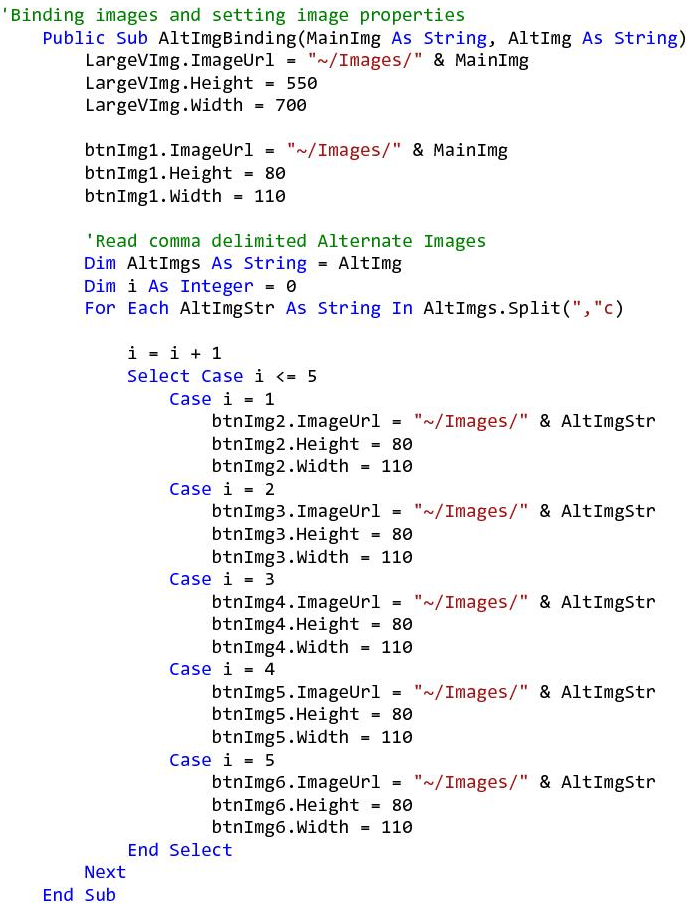 'Binding images and setting image properties
    Public Sub AltImgBinding(MainImg As String, AltImg As String)
        LargeVImg.ImageUrl = "~/Images/" & MainImg
        LargeVImg.Height = 550
        LargeVImg.Width = 700

        btnImg1.ImageUrl = "~/Images/" & MainImg
        btnImg1.Height = 80
        btnImg1.Width = 110

        'Read comma delimited Alternate Images
        Dim AltImgs As String = AltImg
        Dim i As Integer = 0
        For Each AltImgStr As String In AltImgs.Split(","c)

            i = i + 1
            Select Case i <= 5
                Case i = 1
                    btnImg2.ImageUrl = "~/Images/" & AltImgStr
                    btnImg2.Height = 80
                    btnImg2.Width = 110
                Case i = 2
                    btnImg3.ImageUrl = "~/Images/" & AltImgStr
                    btnImg3.Height = 80
                    btnImg3.Width = 110
                Case i = 3
                    btnImg4.ImageUrl = "~/Images/" & AltImgStr
                    btnImg4.Height = 80
                    btnImg4.Width = 110
                Case i = 4
                    btnImg5.ImageUrl = "~/Images/" & AltImgStr
                    btnImg5.Height = 80
                    btnImg5.Width = 110
                Case i = 5
                    btnImg6.ImageUrl = "~/Images/" & AltImgStr
                    btnImg6.Height = 80
                    btnImg6.Width = 110
            End Select
        Next
    End Sub